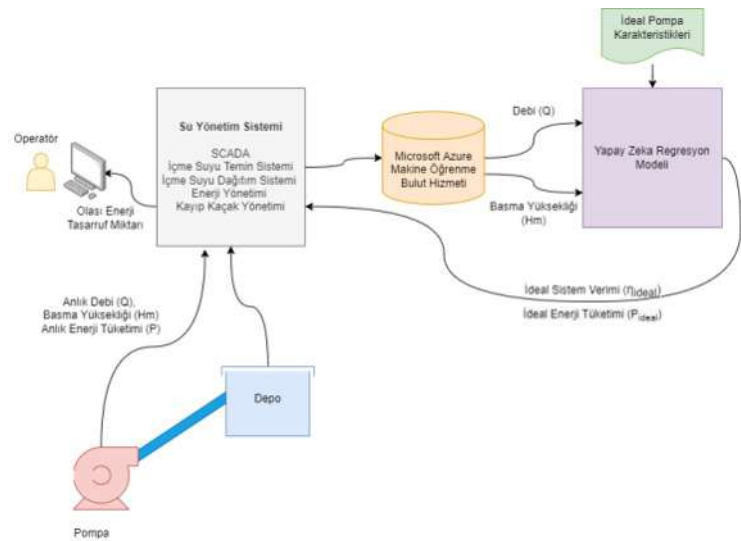 İdeal Pompa
Karakteristikleri
Operatör
Su Yönetim Sistemi
SCADA
İçme Suyu Temin Sistemi
İçme Suyu Dağıtım Sistemi
Enerji Yönetimi
Kayıp Kaçak Yönetimi
Microsoft Azure
Makine Öğrenme
Bulut Hizmeti
Debi (Q)
Basma Yüksekliği
(Hm)
Yapay Zeka Regresyon
Modeli
Olası Enerji
Tasarruf Miktarı
İdeal Sistem Verimi (ηideal)
İdeal Enerji Tüketimi (Pideal)
Anlık Debi (Q),
Basma Yüksekliği (Hm)
Anlık Enerji Tüketimi (P)
Depo
Pompa